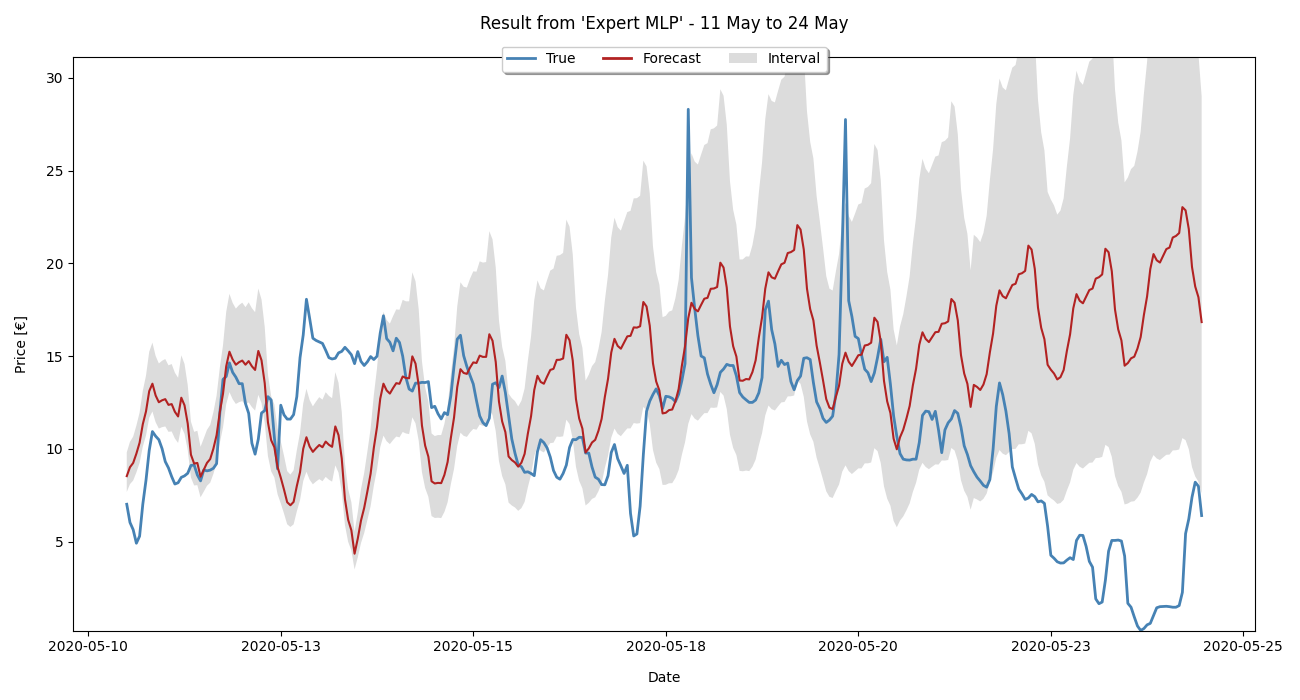 Result from 'Expert MLP' - 11 May to 24 May
True Forecast Interval
Price [€]
30
25
20
15
10
5
2020-05-10 2020-05-13 2020-05-15 2020-05-18 2020-05-20 2020-05-23 2020-05-25
Date